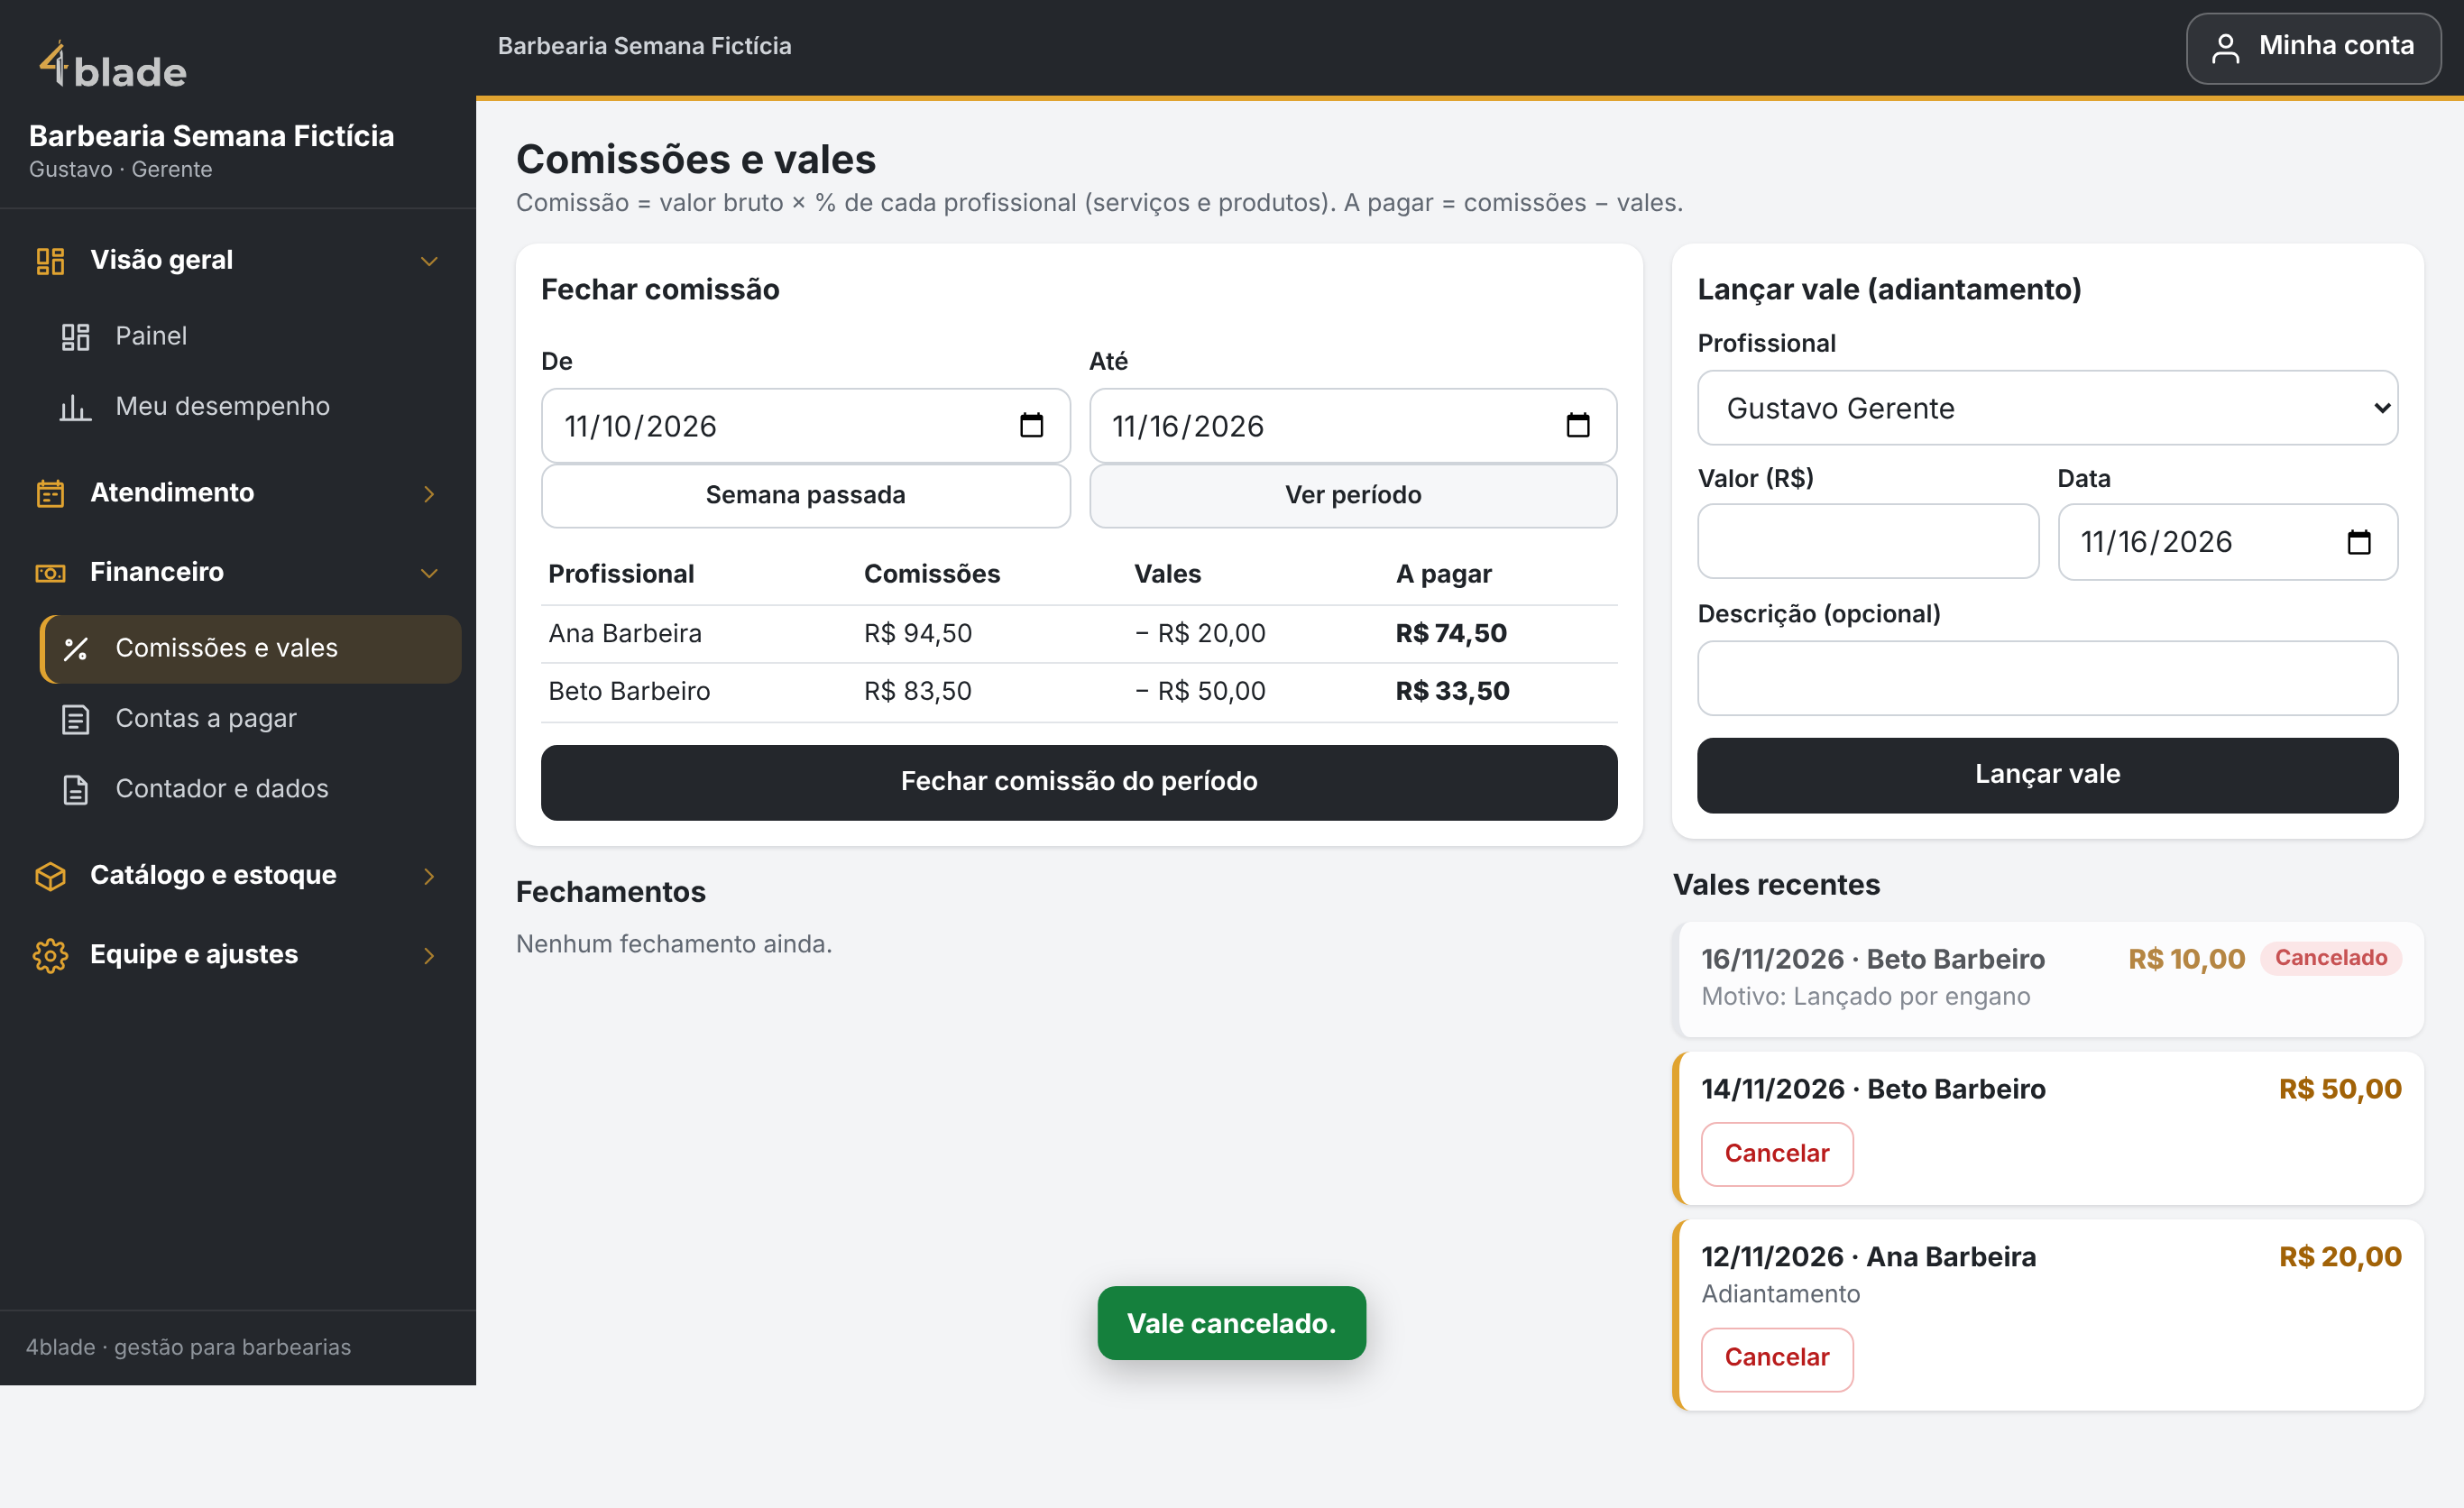 4blade
Barbearia Semana Fictícia
Gustavo · Gerente
Visão geral
Painel
Meu desempenho
Atendimento
Financeiro
Comissões e vales
Contas a pagar
Contador e dados
Catálogo e estoque
Equipe e ajustes
4blade · gestão para barbearias
Barbearia Semana Fictícia
Minha conta
Comissões e vales
Comissão = valor bruto × % de cada profissional (serviços e produtos). A pagar = comissões − vales.
Fechar comissão
De Até
11/10/2026 11/16/2026
Semana passada Ver período
Profissional Comissões Vales A pagar
Ana Barbeira R$ 94,50 − R$ 20,00 R$ 74,50
Beto Barbeiro R$ 83,50 − R$ 50,00 R$ 33,50
Fechar comissão do período
Fechamentos
Nenhum fechamento ainda.
Lançar vale (adiantamento)
Profissional
Gustavo Gerente
Valor (R$) Data
11/16/2026
Descrição (opcional)
Lançar vale
Vales recentes
16/11/2026 · Beto Barbeiro R$ 10,00 Cancelado
Motivo: Lançado por engano
14/11/2026 · Beto Barbeiro R$ 50,00
Cancelar
12/11/2026 · Ana Barbeira R$ 20,00
Adiantamento
Cancelar
Vale cancelado.